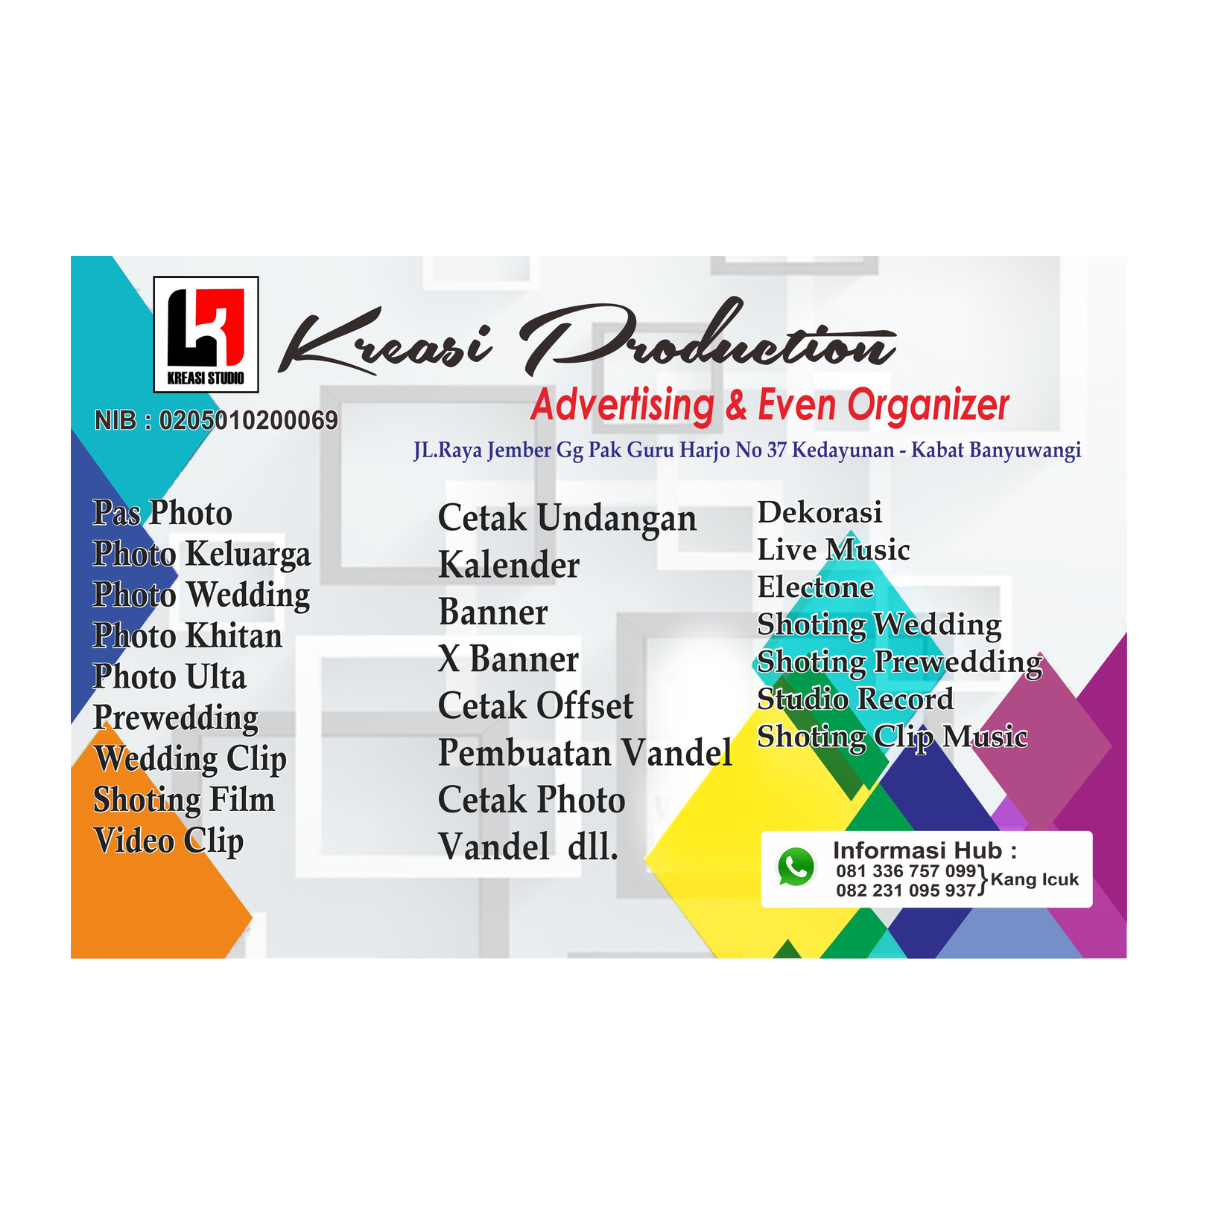 KREASI STUDIO
Kreasi Production
Advertising & Even Organizer
NIB : 0205010200069
JL.Raya Jember Gg Pak Guru Harjo No 37 Kedayunan - Kabat Banyuwangi
Pas Photo
Photo Keluarga
Photo Wedding
Photo Khitan
Photo Ulta
Prewedding
Wedding Clip
Shoting Film
Video Clip
Cetak Undangan
Kalender
Banner
X Banner
Cetak Offset
Pembuatan Vandel
Cetak Photo
Vandel dll.
Dekorasi
Live Music
Electone
Shoting Wedding
Shoting Prewedding
Studio Record
Shoting Clip Music
Informasi Hub :
081 336 757 099
082 231 095 937
} Kang Icuk